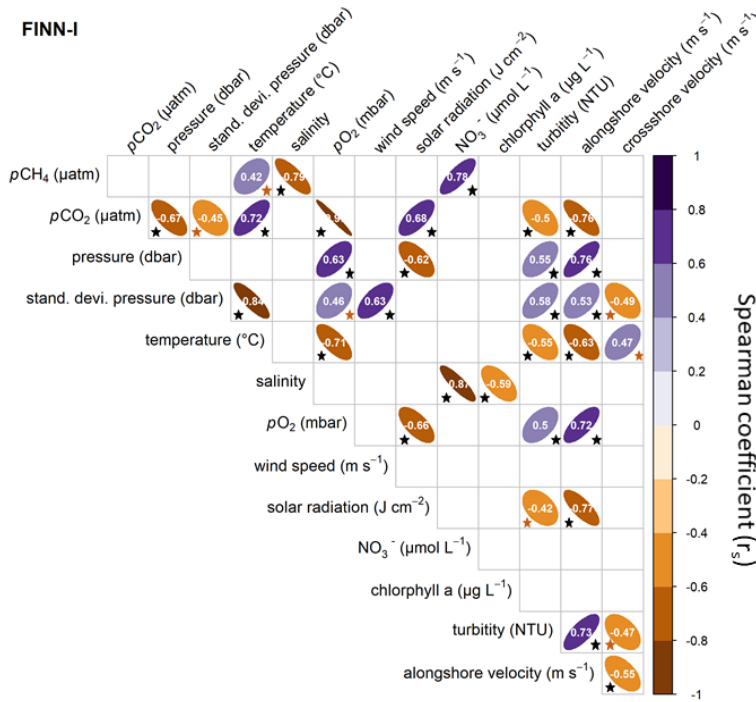 FINN-I
pCO₂ (µatm)
pressure (dbar)
stand. devi. pressure (dbar)
temperature (°C)
salinity
pO₂ (mbar)
wind speed (m s⁻¹)
solar radiation (J cm⁻²)
NO₃⁻ (µmol L⁻¹)
chlorphyll a (µg L⁻¹)
turbitity (NTU)
alongshore velocity (m s⁻¹)
crossshore velocity (m s⁻¹)
pCH₄ (µatm) 0.42 -0.79 0.78
pCO₂ (µatm) -0.67 -0.45 0.72 0.68 -0.5 -0.76
pressure (dbar) 0.63 -0.62 0.55 0.76
stand. devi. pressure (dbar) -0.84 0.46 0.63 0.58 0.53 -0.49
temperature (°C) -0.71 -0.55 -0.63 0.47
salinity -0.87 -0.59
pO₂ (mbar) -0.66 0.5 0.72
wind speed (m s⁻¹)
solar radiation (J cm⁻²) -0.42 -0.77
NO₃⁻ (µmol L⁻¹)
chlorphyll a (µg L⁻¹)
turbitity (NTU) 0.73 -0.47
alongshore velocity (m s⁻¹) -0.55
1
0.8
0.6
0.4
0.2
0
-0.2
-0.4
-0.6
-0.8
-1
Spearman coefficient (rₛ)